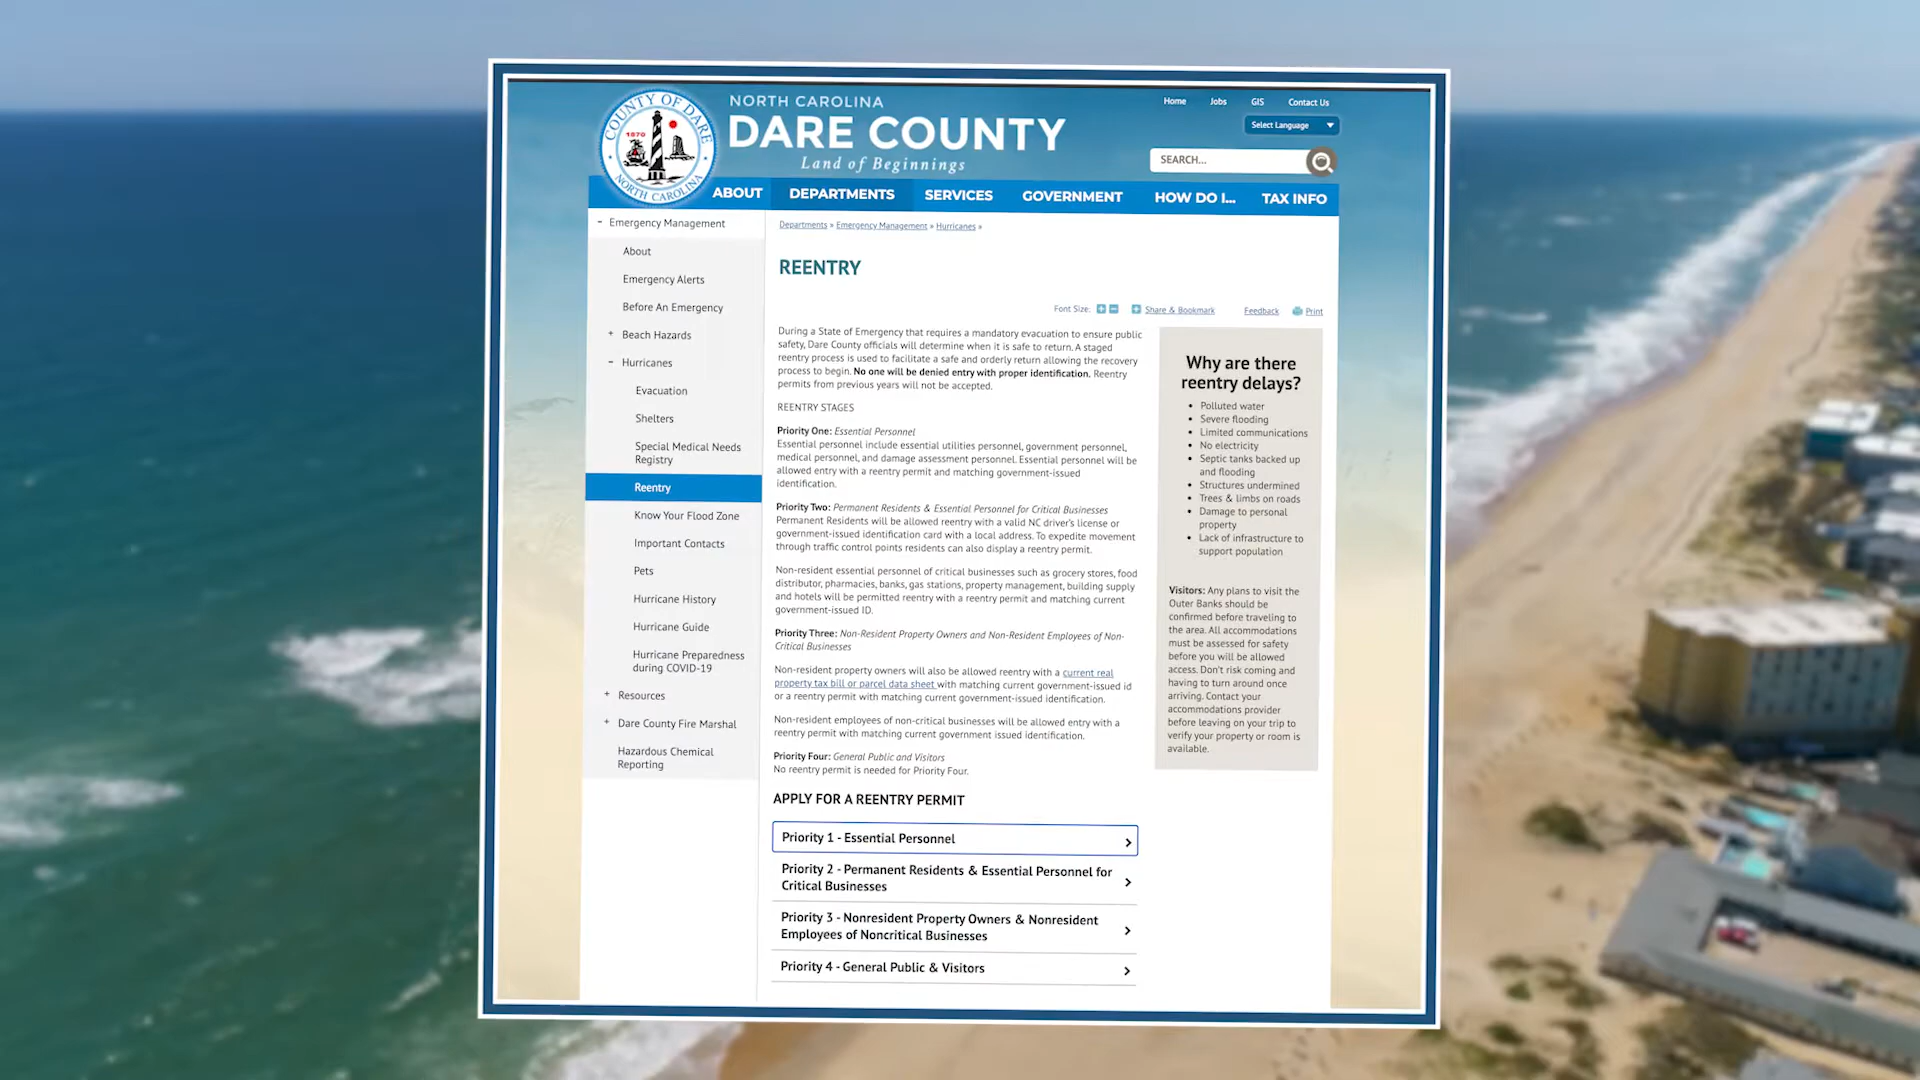 COUNTY OF DARE
1870
NORTH CAROLINA
NORTH CAROLINA
DARE COUNTY
Land of Beginnings
Home Jobs GIS Contact Us
Select Language
SEARCH...
ABOUT DEPARTMENTS SERVICES GOVERNMENT HOW DO I... TAX INFO
- Emergency Management
About
Emergency Alerts
Before An Emergency
+ Beach Hazards
- Hurricanes
Evacuation
Shelters
Special Medical Needs
Registry
Reentry
Know Your Flood Zone
Important Contacts
Pets
Hurricane History
Hurricane Guide
Hurricane Preparedness
during COVID-19
+ Resources
+ Dare County Fire Marshal
Hazardous Chemical
Reporting
Departments » Emergency Management » Hurricanes »
REENTRY
Font Size: + - + Share & Bookmark Feedback Print
During a State of Emergency that requires a mandatory evacuation to ensure public
safety, Dare County officials will determine when it is safe to return. A staged
reentry process is used to facilitate a safe and orderly return allowing the recovery
process to begin. No one will be denied entry with proper identification. Reentry
permits from previous years will not be accepted.
REENTRY STAGES
Priority One: Essential Personnel
Essential personnel include essential utilities personnel, government personnel,
medical personnel, and damage assessment personnel. Essential personnel will be
allowed entry with a reentry permit and matching government-issued
identification.
Priority Two: Permanent Residents & Essential Personnel for Critical Businesses
Permanent Residents will be allowed reentry with a valid NC driver's license or
government-issued identification card with a local address. To expedite movement
through traffic control points residents can also display a reentry permit.
Non-resident essential personnel of critical businesses such as grocery stores, food
distributor, pharmacies, banks, gas stations, property management, building supply
and hotels will be permitted reentry with a reentry permit and matching current
government-issued ID.
Priority Three: Non-Resident Property Owners and Non-Resident Employees of Non-
Critical Businesses
Non-resident property owners will also be allowed reentry with a current real
property tax bill or parcel data sheet with matching current government-issued id
or a reentry permit with matching current government-issued identification.
Non-resident employees of non-critical businesses will be allowed entry with a
reentry permit with matching current government issued identification.
Priority Four: General Public and Visitors
No reentry permit is needed for Priority Four.
APPLY FOR A REENTRY PERMIT
Priority 1 - Essential Personnel
Priority 2 - Permanent Residents & Essential Personnel for
Critical Businesses
Priority 3 - Nonresident Property Owners & Nonresident
Employees of Noncritical Businesses
Priority 4 - General Public & Visitors
Why are there
reentry delays?
• Polluted water
• Severe flooding
• Limited communications
• No electricity
• Septic tanks backed up
and flooding
• Structures undermined
• Trees & limbs on roads
• Damage to personal
property
• Lack of infrastructure to
support population
Visitors: Any plans to visit the
Outer Banks should be
confirmed before traveling to
the area. All accommodations
must be assessed for safety
before you will be allowed
access. Don't risk coming and
having to turn around once
arriving. Contact your
accommodations provider
before leaving on your trip to
verify your property or room is
available.